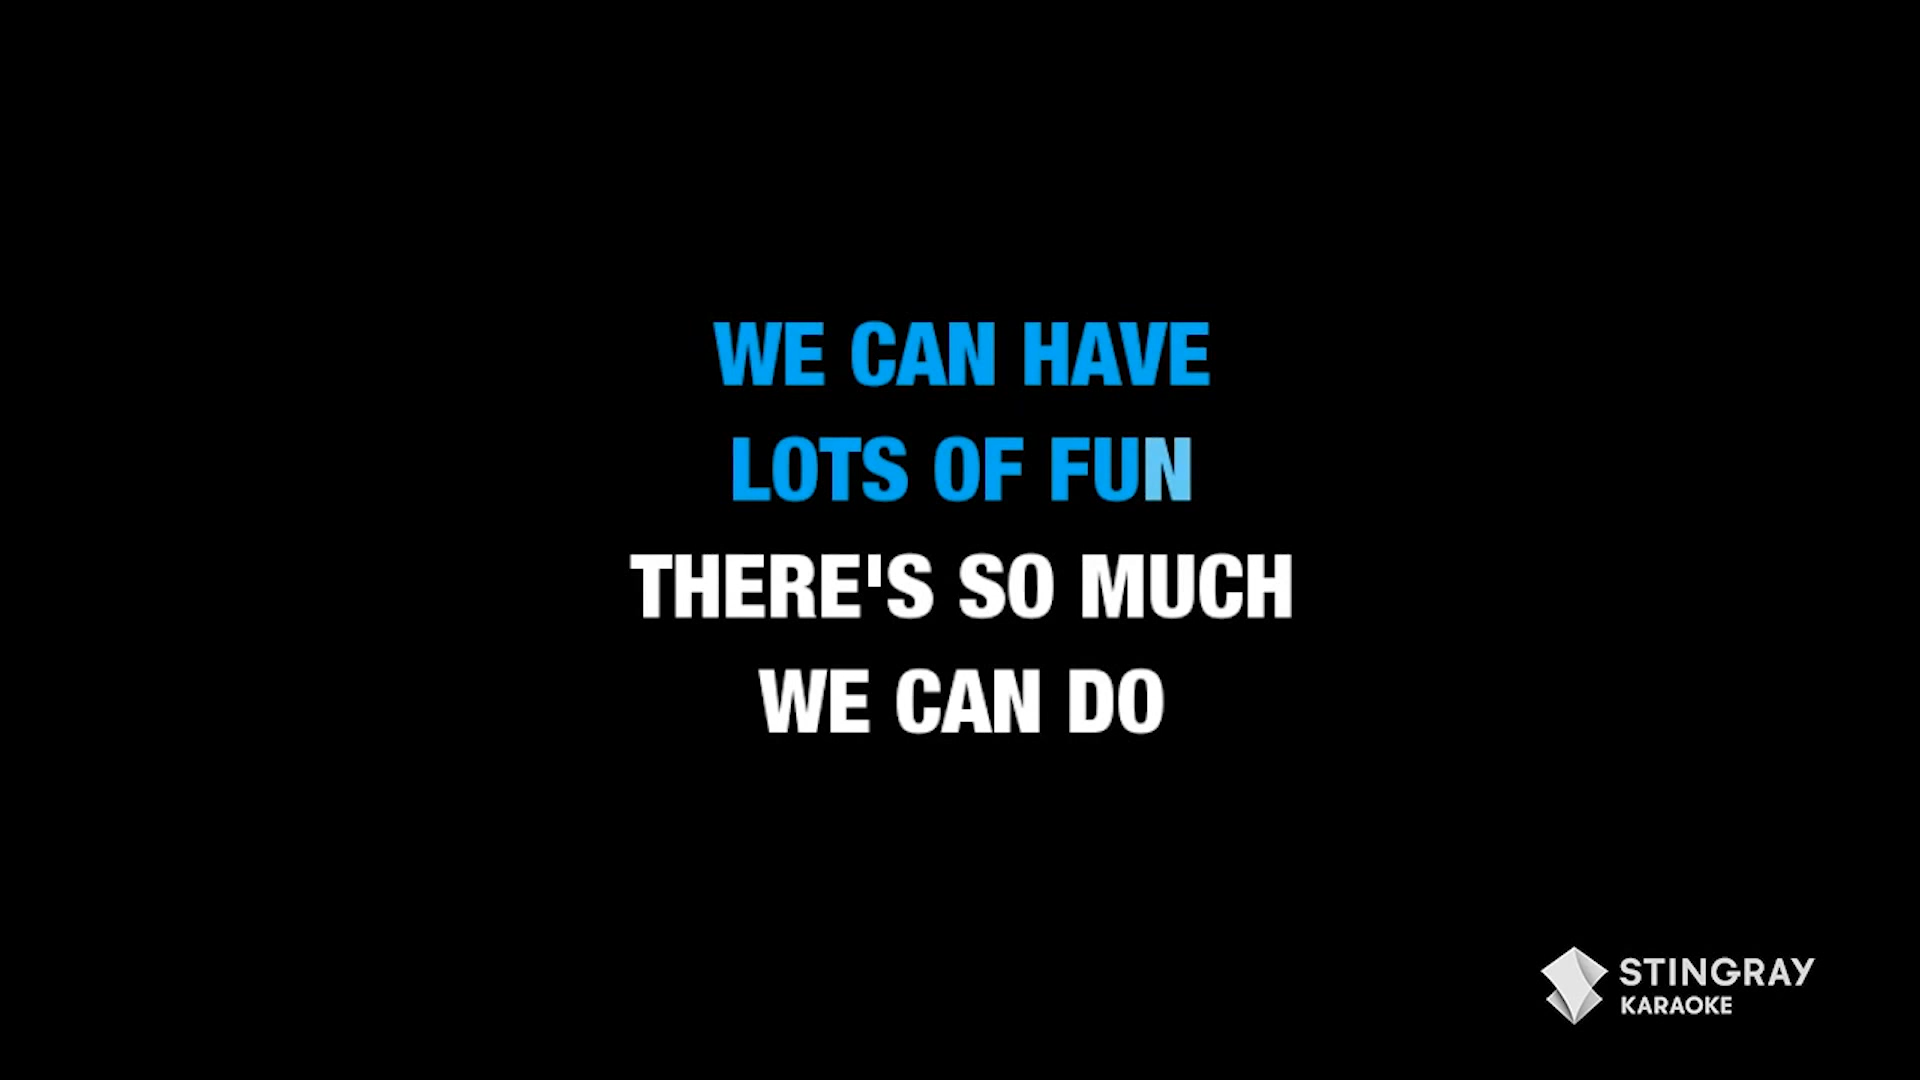 WE CAN HAVE
LOTS OF FUN
THERE'S SO MUCH
WE CAN DO
STINGRAY
KARAOKE